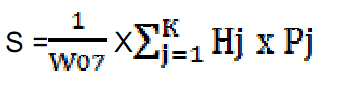 S = 1/W07 X ∑_{j=1}^{K} Hj x Pj